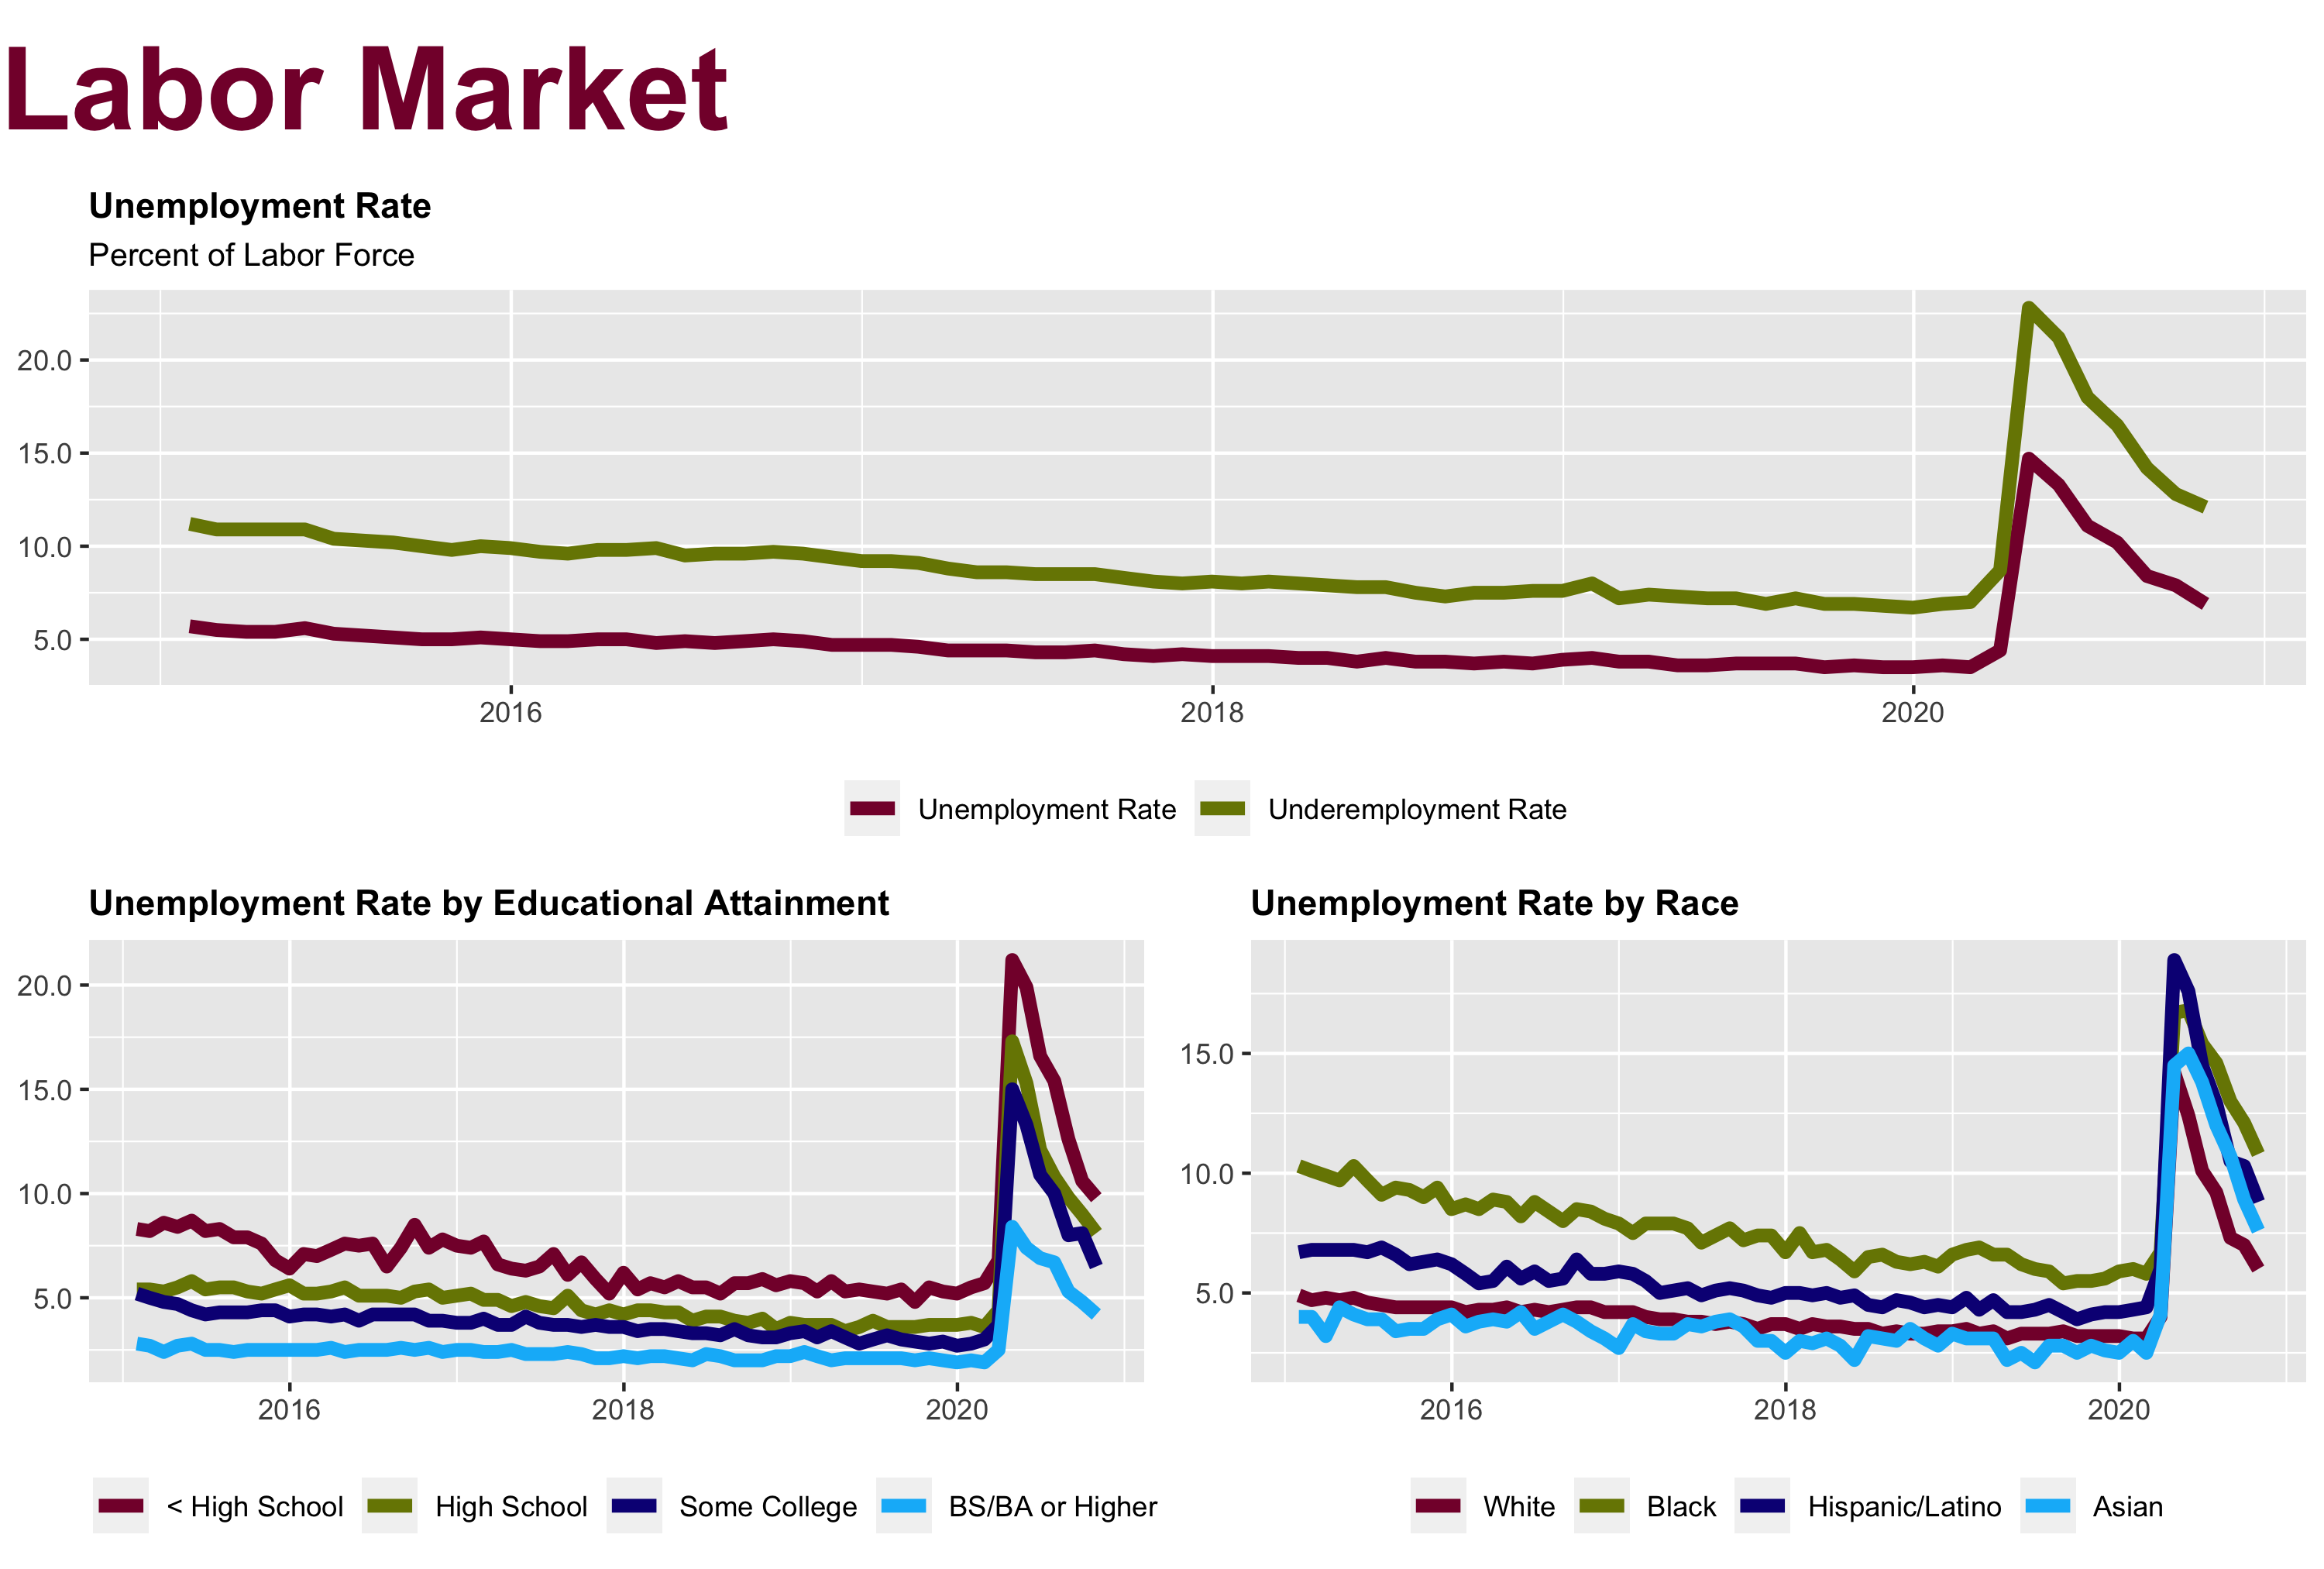 Labor Market
Unemployment Rate
Percent of Labor Force
20.0
15.0
10.0
5.0
2016 2018 2020
Unemployment Rate Underemployment Rate
Unemployment Rate by Educational Attainment
20.0
15.0
10.0
5.0
2016 2018 2020
< High School High School Some College BS/BA or Higher
Unemployment Rate by Race
15.0
10.0
5.0
2016 2018 2020
White Black Hispanic/Latino Asian